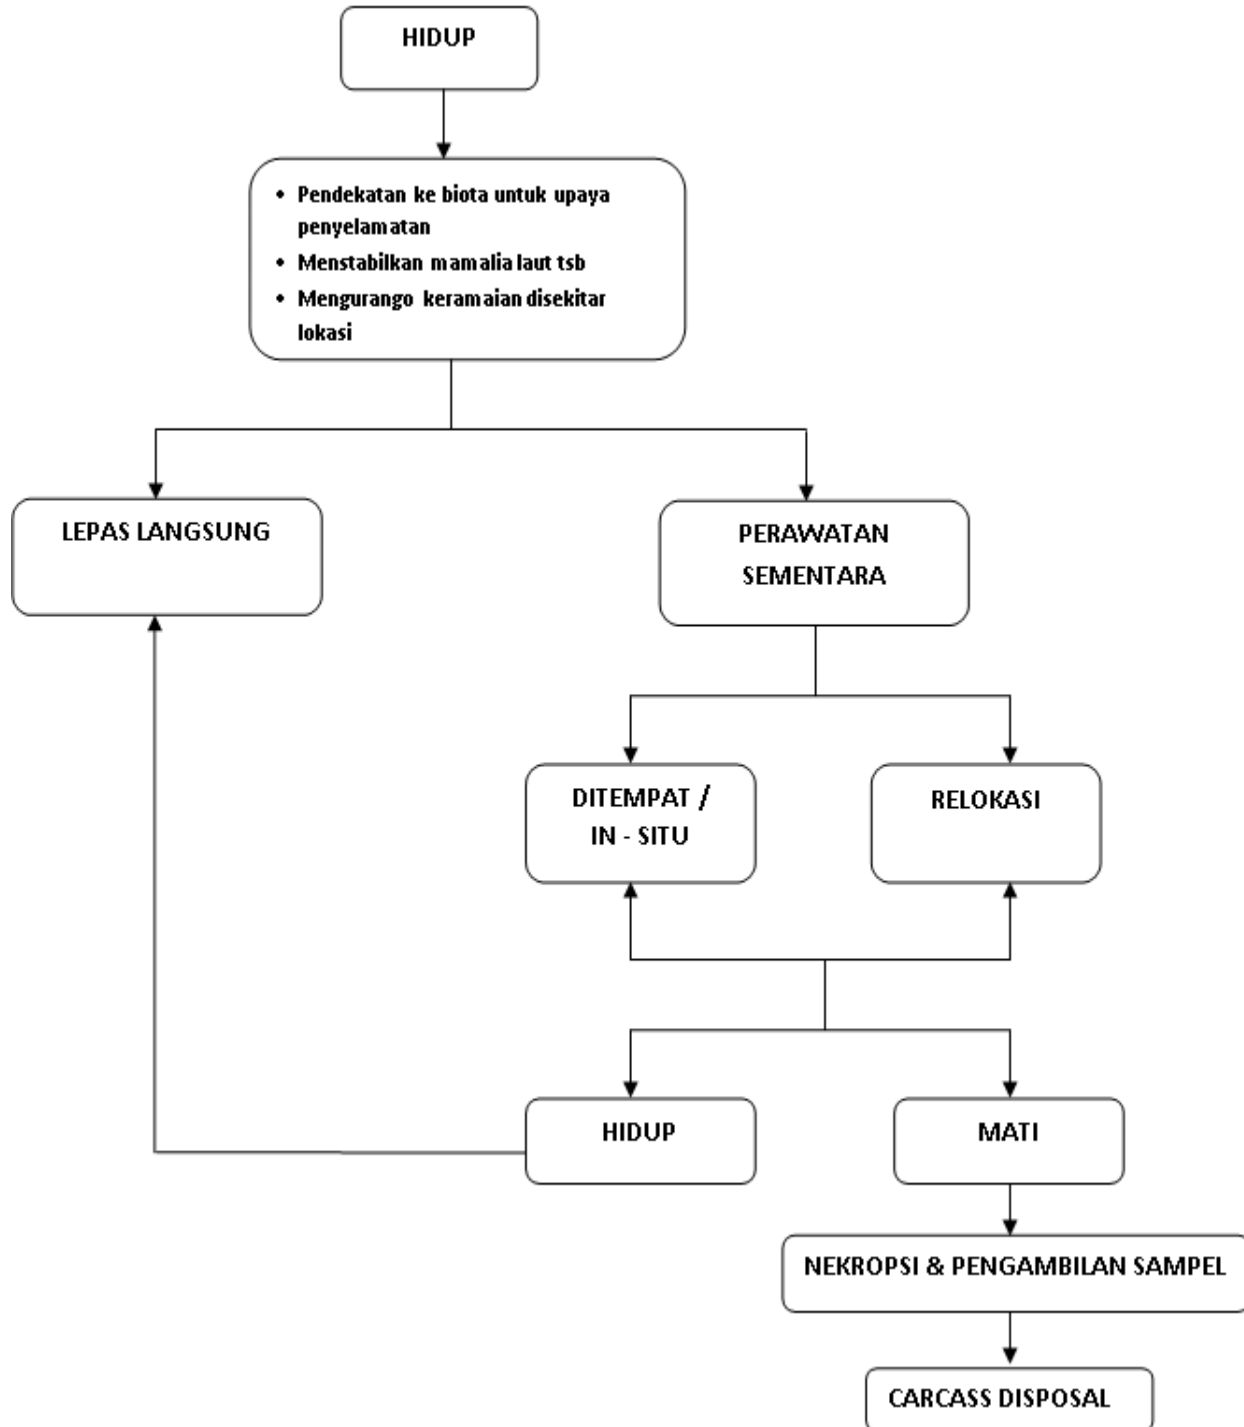 HIDUP
• Pendekatan ke biota untuk upaya
penyelamatan
• Menstabilkan mamalia laut tsb
• Mengurango keramaian disekitar
lokasi
LEPAS LANGSUNG
PERAWATAN
SEMENTARA
DITEMPAT /
IN - SITU
RELOKASI
HIDUP
MATI
NEKROPSI & PENGAMBILAN SAMPEL
CARCASS DISPOSAL